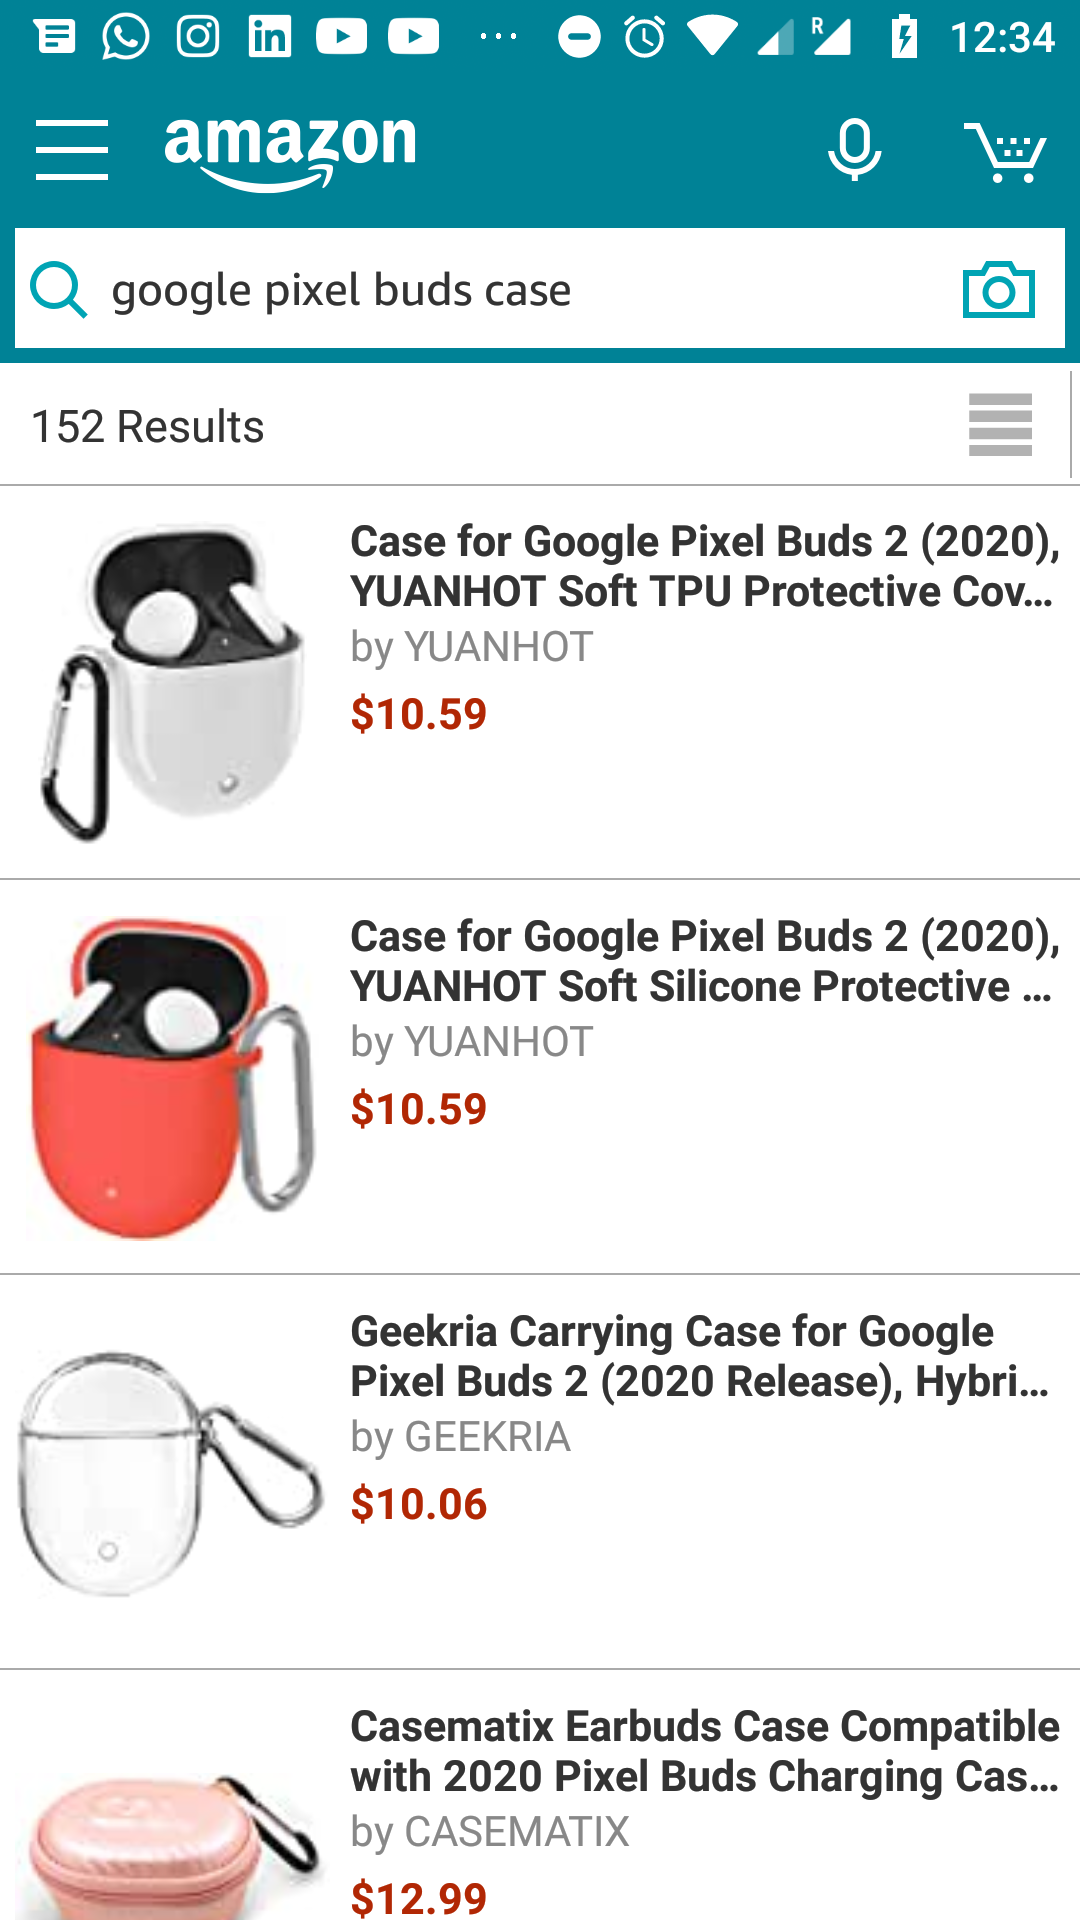 R 12:34
amazon
google pixel buds case
152 Results
Case for Google Pixel Buds 2 (2020),
YUANHOT Soft TPU Protective Cov...
by YUANHOT
$10.59
Case for Google Pixel Buds 2 (2020),
YUANHOT Soft Silicone Protective ...
by YUANHOT
$10.59
Geekria Carrying Case for Google
Pixel Buds 2 (2020 Release), Hybri...
by GEEKRIA
$10.06
Casematix Earbuds Case Compatible
with 2020 Pixel Buds Charging Cas...
by CASEMATIX
$12.99